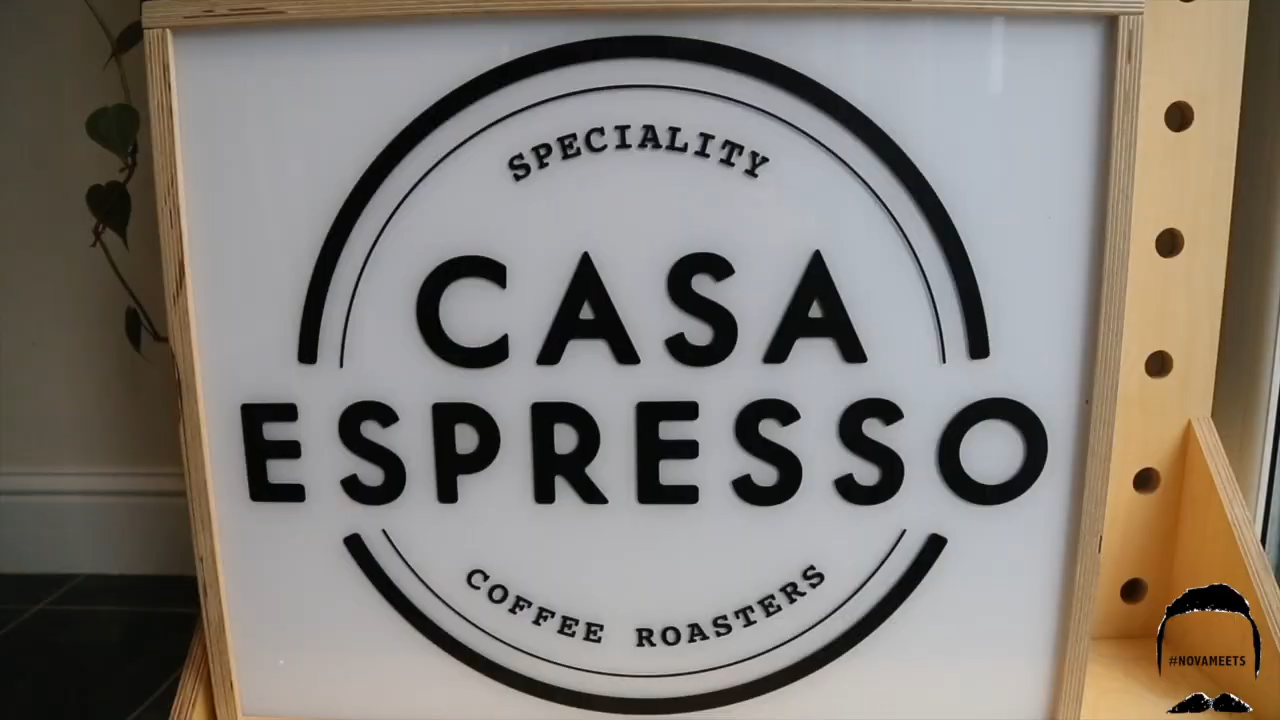 SPECIALITY
CASA
ESPRESSO
COFFEE ROASTERS
#NOVAMEETS